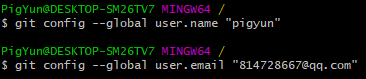 PigYun@DESKTOP-SM26TV7 MINGW64 /
$ git config --global user.name "pigyun"
PigYun@DESKTOP-SM26TV7 MINGW64 /
$ git config --global user.email "814728667@qq.com"